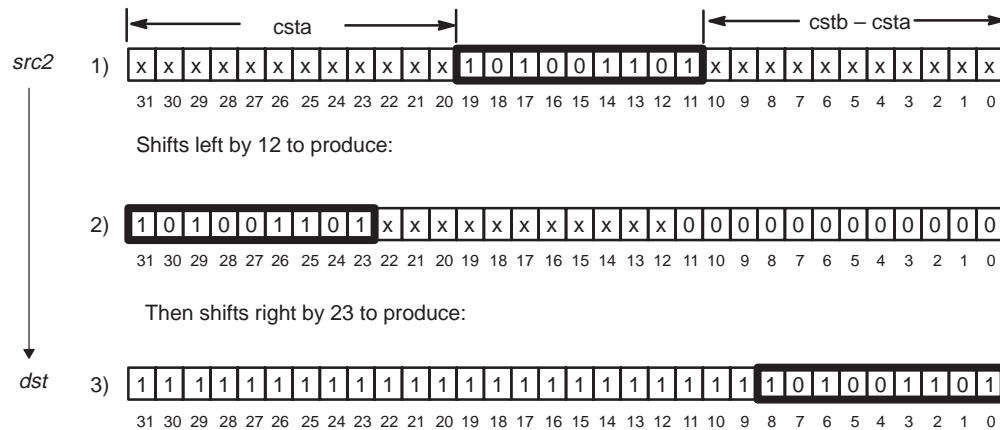 csta
cstb – csta
src2 1) x x x x x x x x x x x x 1 0 1 0 0 1 1 0 1 x x x x x x x x x x x
31 30 29 28 27 26 25 24 23 22 21 20 19 18 17 16 15 14 13 12 11 10 9 8 7 6 5 4 3 2 1 0
Shifts left by 12 to produce:
2) 1 0 1 0 0 1 1 0 1 x x x x x x x x x x x 0 0 0 0 0 0 0 0 0 0 0 0
31 30 29 28 27 26 25 24 23 22 21 20 19 18 17 16 15 14 13 12 11 10 9 8 7 6 5 4 3 2 1 0
Then shifts right by 23 to produce:
dst 3) 1 1 1 1 1 1 1 1 1 1 1 1 1 1 1 1 1 1 1 1 1 1 1 1 0 1 0 0 1 1 0 1
31 30 29 28 27 26 25 24 23 22 21 20 19 18 17 16 15 14 13 12 11 10 9 8 7 6 5 4 3 2 1 0